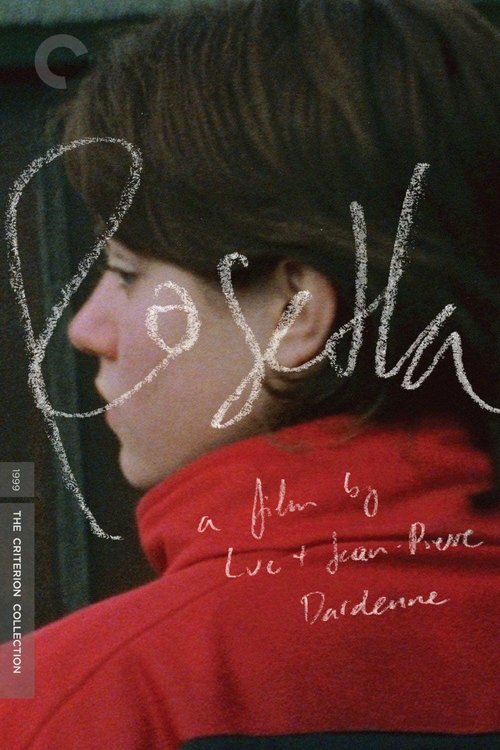 Rosetta
a film by
Luc + Jean-Pierre
Dardenne
1999
THE CRITERION COLLECTION